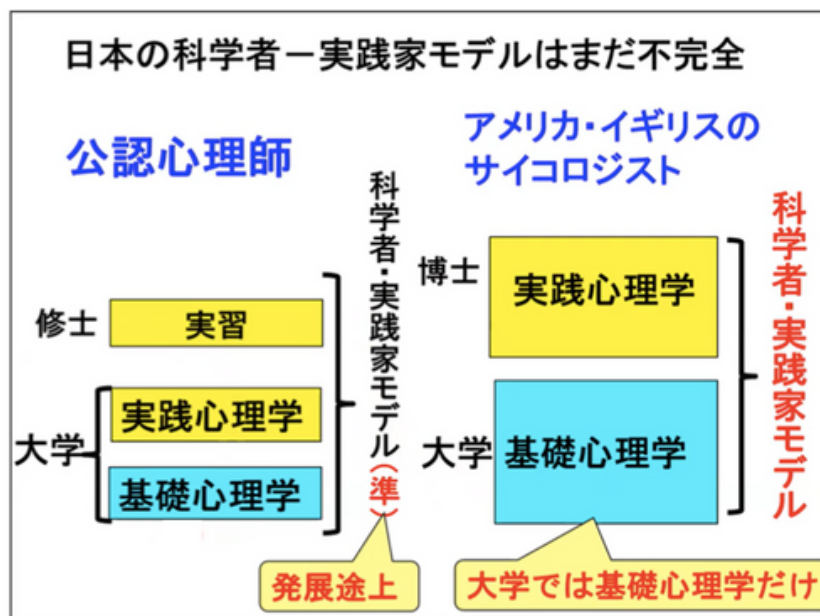 日本の科学者－実践家モデルはまだ不完全
公認心理師
修士
実習
大学
実践心理学
基礎心理学
科学者・実践家モデル(準)
発展途上
アメリカ・イギリスの
サイコロジスト
博士
実践心理学
大学
基礎心理学
科学者・実践家モデル
大学では基礎心理学だけ